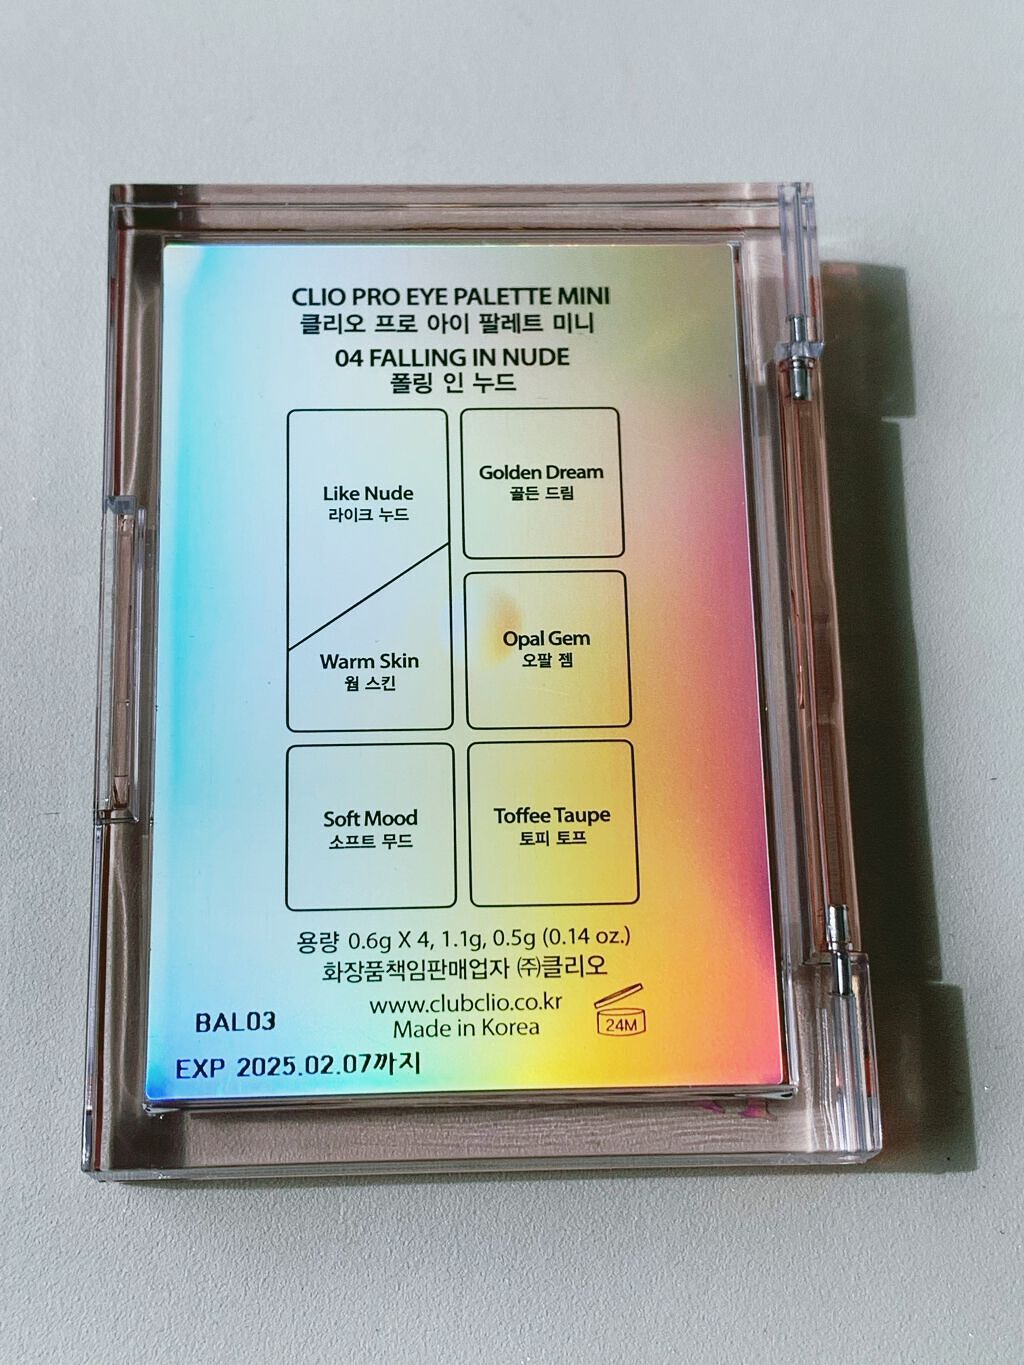 CLIO PRO EYE PALETTE MINI
클리오 프로 아이 팔레트 미니
04 FALLING IN NUDE
폴링 인 누드
Like Nude
라이크 누드
Golden Dream
골든 드림
Warm Skin
웜 스킨
Opal Gem
오팔 젬
Soft Mood
소프트 무드
Toffee Taupe
토피 토프
용량 0.6g X 4, 1.1g, 0.5g (0.14 oz.)
화장품책임판매업자 ㈜클리오
www.clubclio.co.kr
Made in Korea
24M
BAL03
EXP 2025.02.07까지